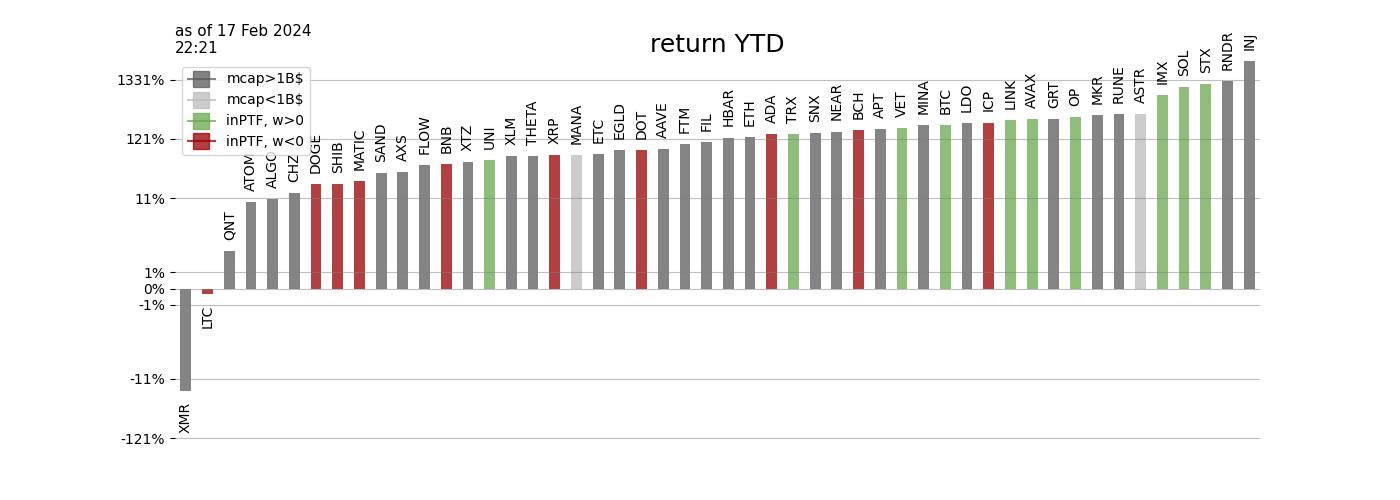 as of 17 Feb 2024
22:21
return YTD
mcap>1B$
mcap<1B$
inPTF, w>0
inPTF, w<0
1331%
121%
11%
1%
0%
-1%
-11%
-121%
XMR
LTC
QNT
ATOM
ALGO
CHZ
DOGE
SHIB
MATIC
SAND
AXS
FLOW
BNB
XTZ
UNI
XLM
THETA
XRP
MANA
ETC
EGLD
DOT
AAVE
FTM
FIL
HBAR
ETH
ADA
TRX
SNX
NEAR
BCH
APT
VET
MINA
BTC
LDO
ICP
LINK
AVAX
GRT
OP
MKR
RUNE
ASTR
IMX
SOL
STX
RNDR
INJ